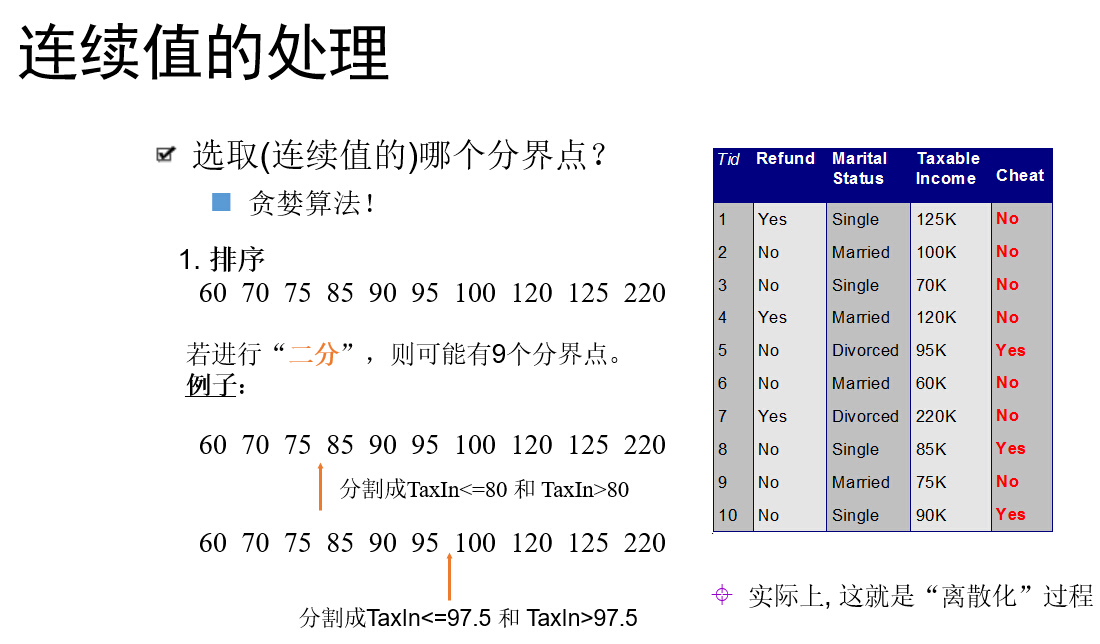 连续值的处理
选取(连续值的)哪个分界点？
贪婪算法！
1. 排序
60 70 75 85 90 95 100 120 125 220
若进行“二分”，则可能有9个分界点。
例子：
60 70 75 85 90 95 100 120 125 220
分割成TaxIn<=80 和 TaxIn>80
60 70 75 85 90 95 100 120 125 220
分割成TaxIn<=97.5 和 TaxIn>97.5
Tid Refund Marital Status Taxable Income Cheat
1 Yes Single 125K No
2 No Married 100K No
3 No Single 70K No
4 Yes Married 120K No
5 No Divorced 95K Yes
6 No Married 60K No
7 Yes Divorced 220K No
8 No Single 85K Yes
9 No Married 75K No
10 No Single 90K Yes
实际上, 这就是“离散化”过程